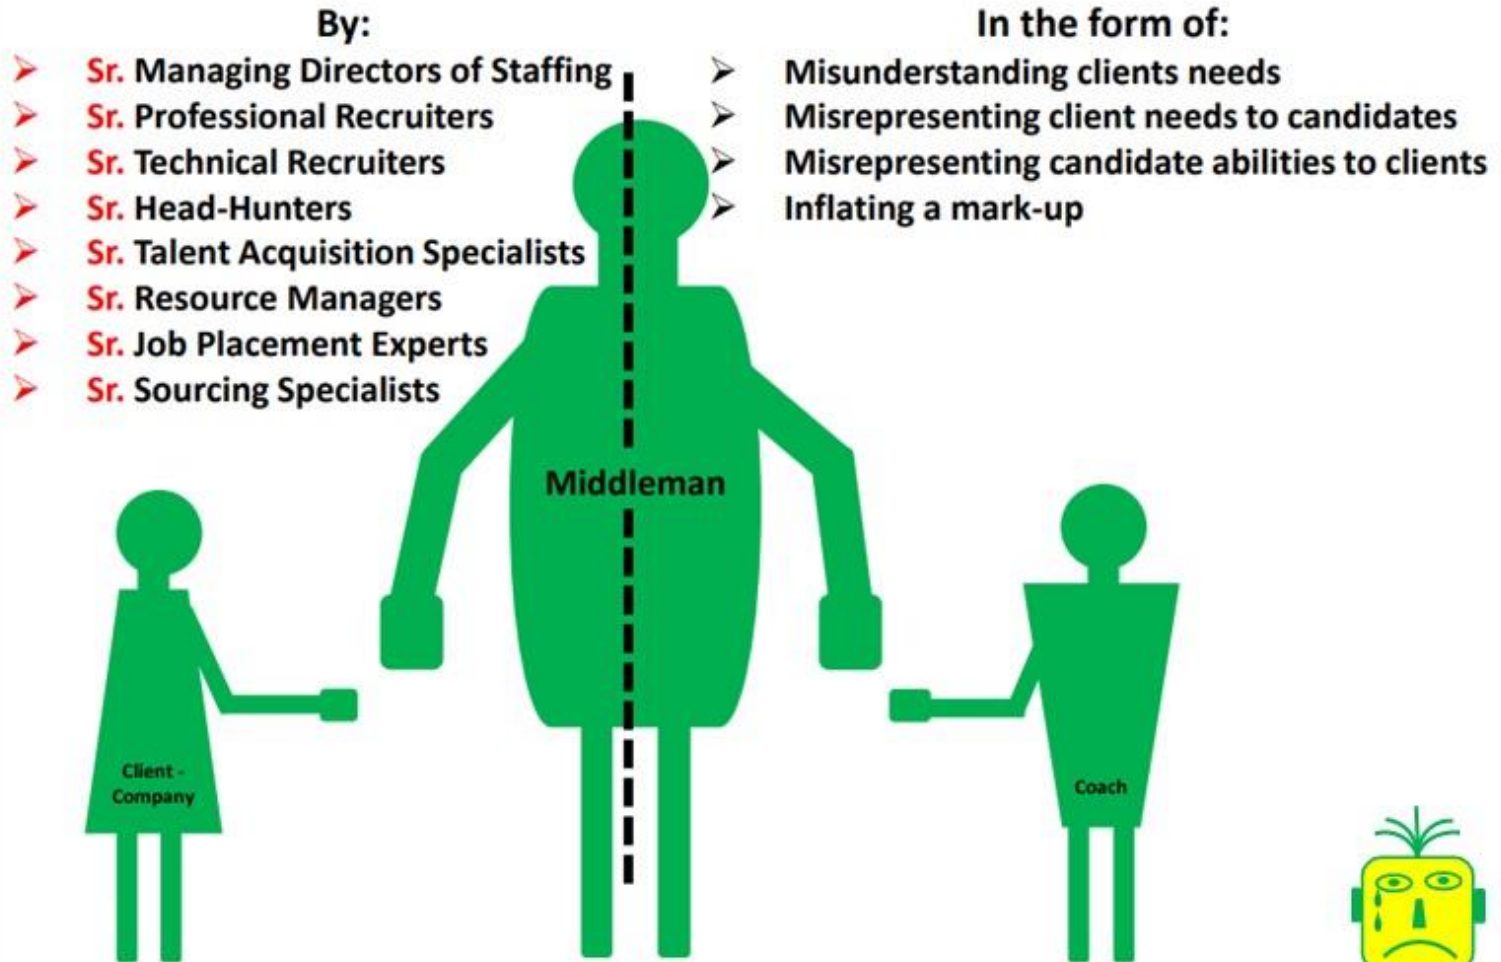 By:
Sr. Managing Directors of Staffing
Sr. Professional Recruiters
Sr. Technical Recruiters
Sr. Head-Hunters
Sr. Talent Acquisition Specialists
Sr. Resource Managers
Sr. Job Placement Experts
Sr. Sourcing Specialists
In the form of:
Misunderstanding clients needs
Misrepresenting client needs to candidates
Misrepresenting candidate abilities to clients
Inflating a mark-up
Middleman
Client -
Company
Coach